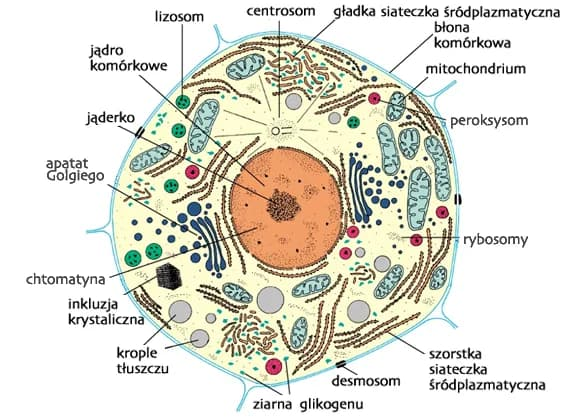 lizosom
centrosom
gładka siateczka śródplazmatyczna
błona
komórkowa
jądro
komórkowe
mitochondrium
jąderko
peroksysom
apatat
Golgiego
rybosomy
chtomatyna
inkluzja
krystaliczna
krople
tłuszczu
szorstka
siateczka
śródplazmatyczna
desmosom
ziarna glikogenu